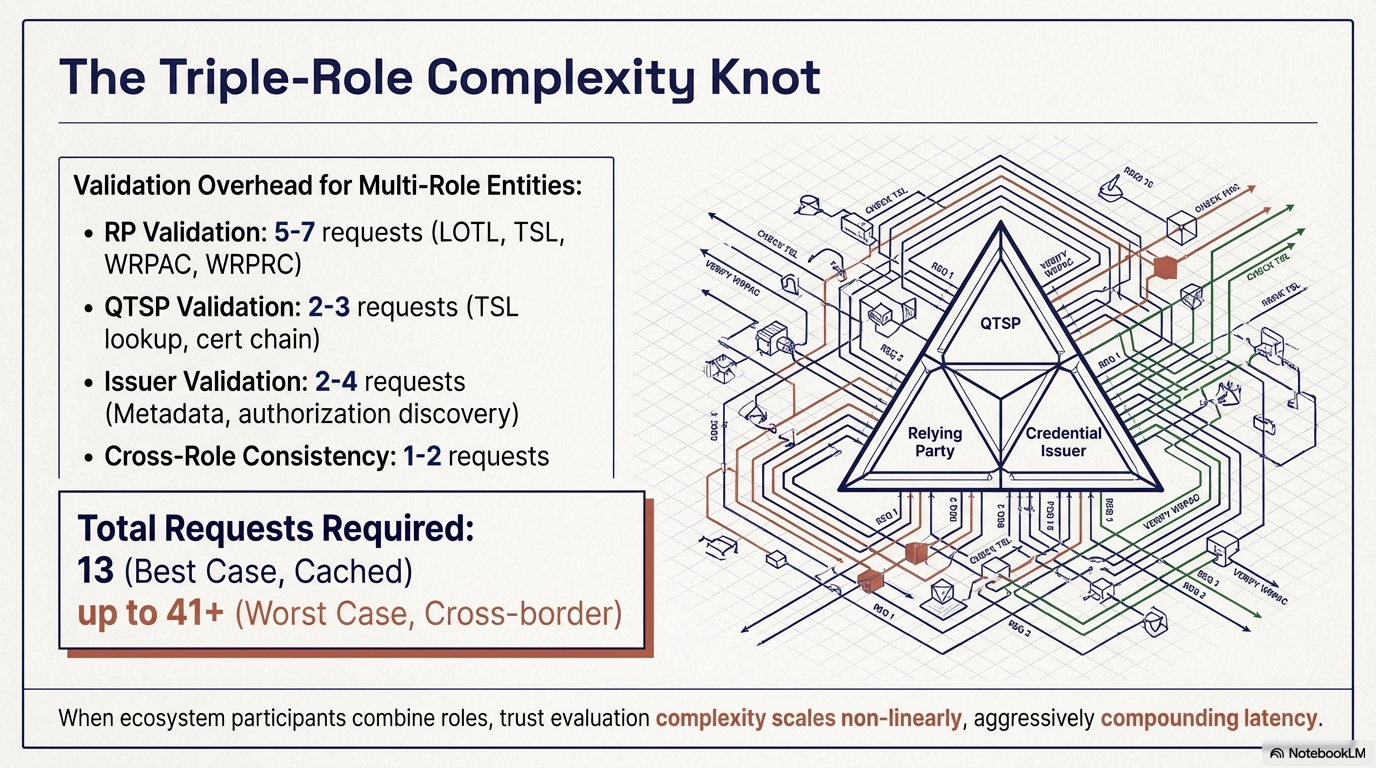 The Triple-Role Complexity Knot
Validation Overhead for Multi-Role Entities:
• RP Validation: 5-7 requests (LOTL, TSL,
WRPAC, WRPRC)
• QTSP Validation: 2-3 requests (TSL
lookup, cert chain)
• Issuer Validation: 2-4 requests
(Metadata, authorization discovery)
• Cross-Role Consistency: 1-2 requests
Total Requests Required:
13 (Best Case, Cached)
up to 41+ (Worst Case, Cross-border)
QTSP
Relying
Party
Credential
Issuer
CHECK TSL
VERIFY WRPAC
When ecosystem participants combine roles, trust evaluation complexity scales non-linearly, aggressively compounding latency.
NotebookLM